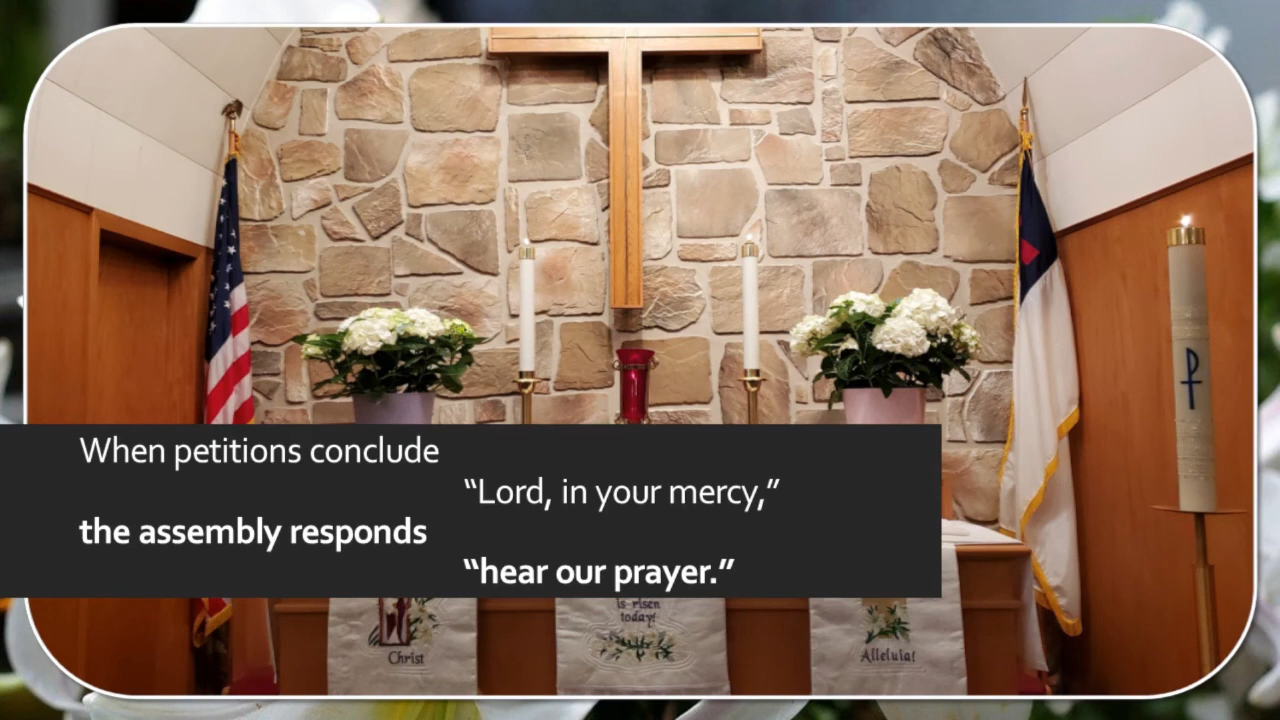 When petitions conclude
“Lord, in your mercy,”
the assembly responds
“hear our prayer.”
is risen
today!
Christ
Alleluia!